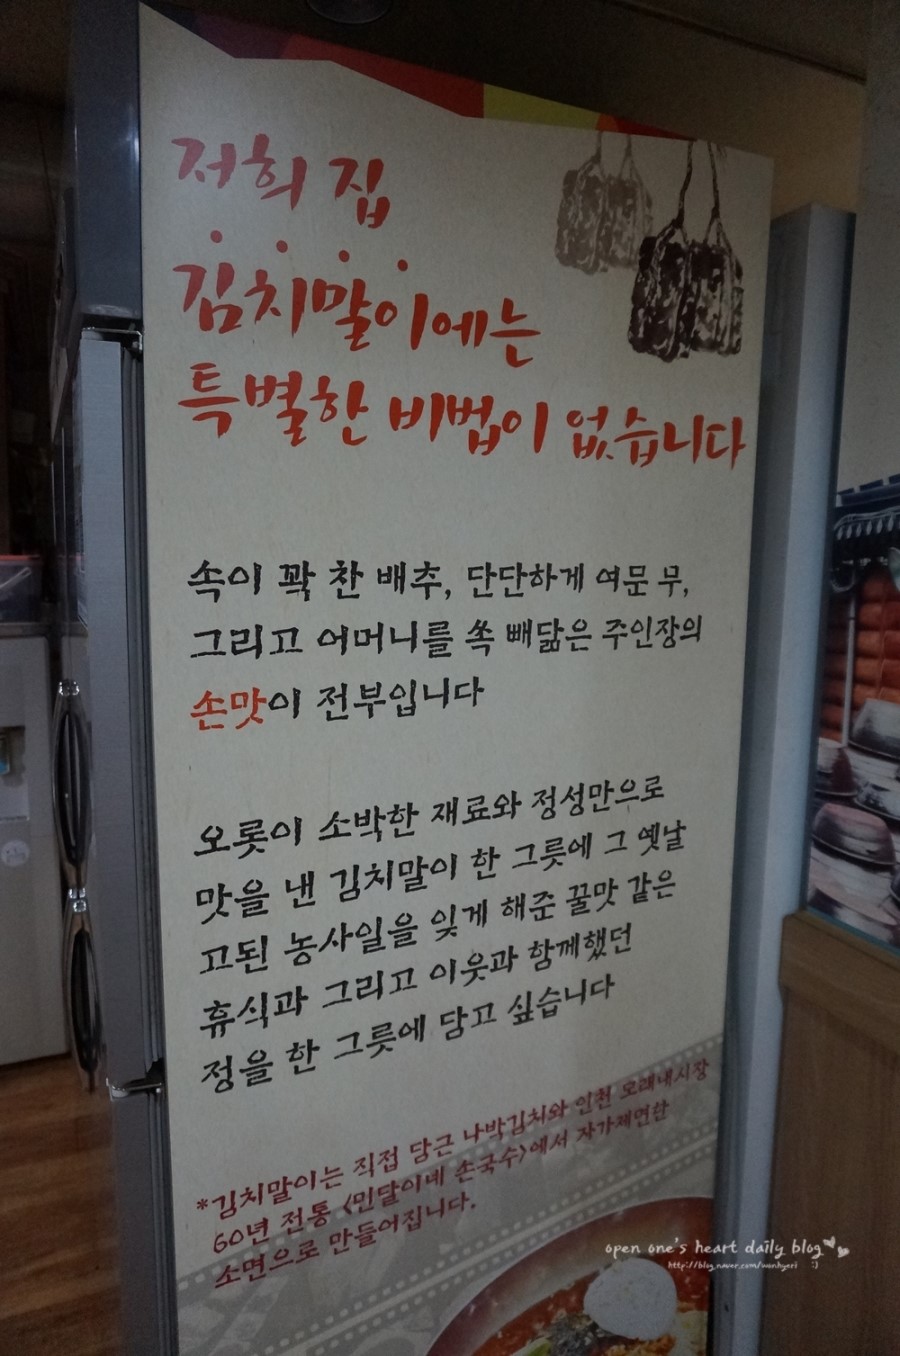 저희 집
김치말이에는
특별한 비법이 없습니다
속이 꽉 찬 배추, 단단하게 여문 무,
그리고 어머니를 쏙 빼닮은 주인장의
손맛이 전부입니다
오롯이 소박한 재료와 정성만으로
맛을 낸 김치말이 한 그릇에 그 옛날
고된 농사일을 잊게 해준 꿀맛 같은
휴식과 그리고 이웃과 함께했던
정을 한 그릇에 담고 싶습니다
*김치말이는 직접 담근 나박김치와 인천 모래내시장
60년 전통 <민달이네 손국수>에서 자가제면한
소면으로 만들어집니다.
open one's heart daily blog
http://blog.naver.com/wonhyeri :)